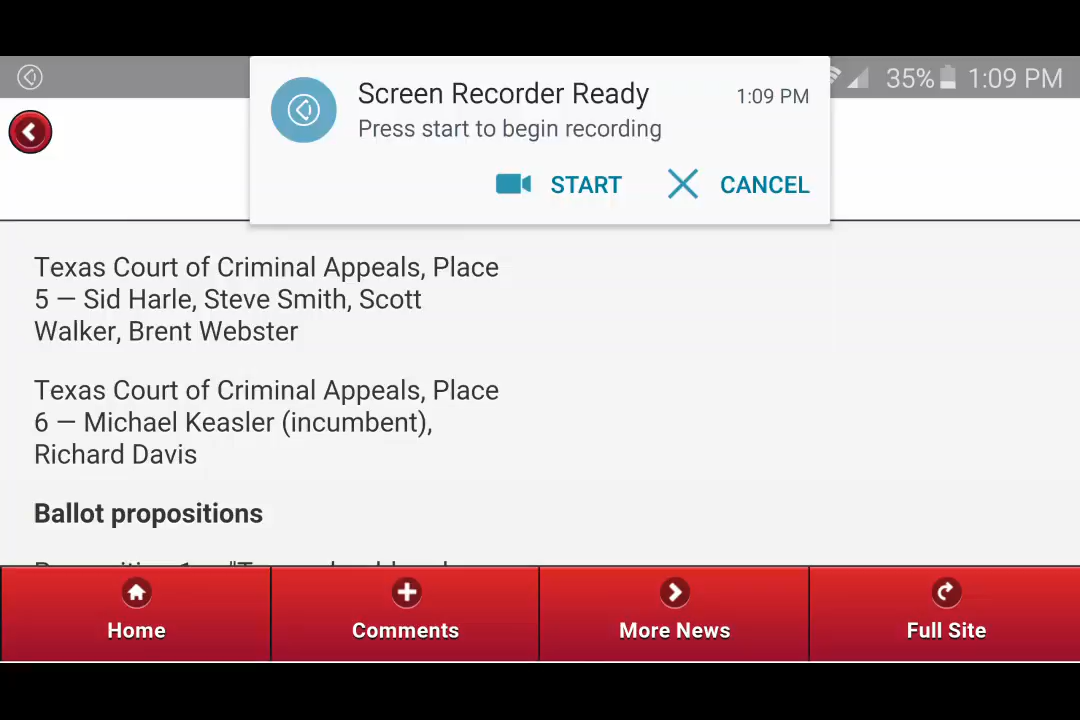 Screen Recorder Ready
1:09 PM
Press start to begin recording
START
CANCEL
35%
1:09 PM
Texas Court of Criminal Appeals, Place
5 — Sid Harle, Steve Smith, Scott
Walker, Brent Webster
Texas Court of Criminal Appeals, Place
6 — Michael Keasler (incumbent),
Richard Davis
Ballot propositions
Home
Comments
More News
Full Site